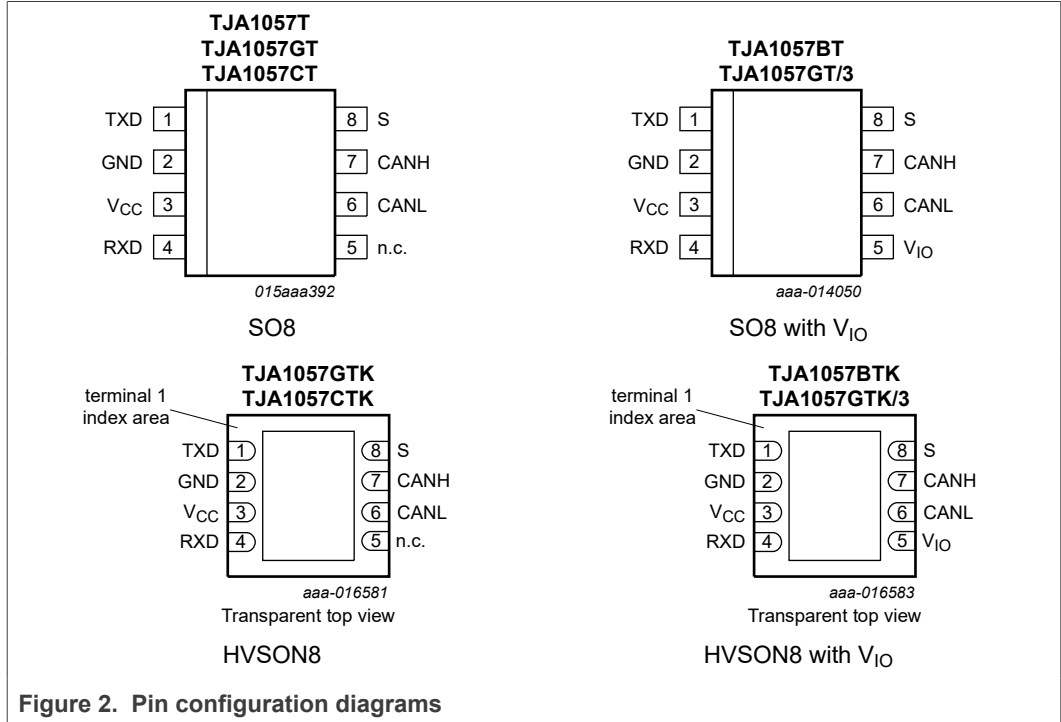 TJA1057T
TJA1057GT
TJA1057CT
TXD 1
GND 2
VCC 3
RXD 4
8 S
7 CANH
6 CANL
5 n.c.
015aaa392
SO8
TJA1057BT
TJA1057GT/3
TXD 1
GND 2
VCC 3
RXD 4
8 S
7 CANH
6 CANL
5 VIO
aaa-014050
SO8 with VIO
TJA1057GTK
TJA1057CTK
terminal 1
index area
TXD 1
GND 2
VCC 3
RXD 4
8 S
7 CANH
6 CANL
5 n.c.
aaa-016581
Transparent top view
HVSON8
TJA1057BTK
TJA1057GTK/3
terminal 1
index area
TXD 1
GND 2
VCC 3
RXD 4
8 S
7 CANH
6 CANL
5 VIO
aaa-016583
Transparent top view
HVSON8 with VIO
Figure 2. Pin configuration diagrams